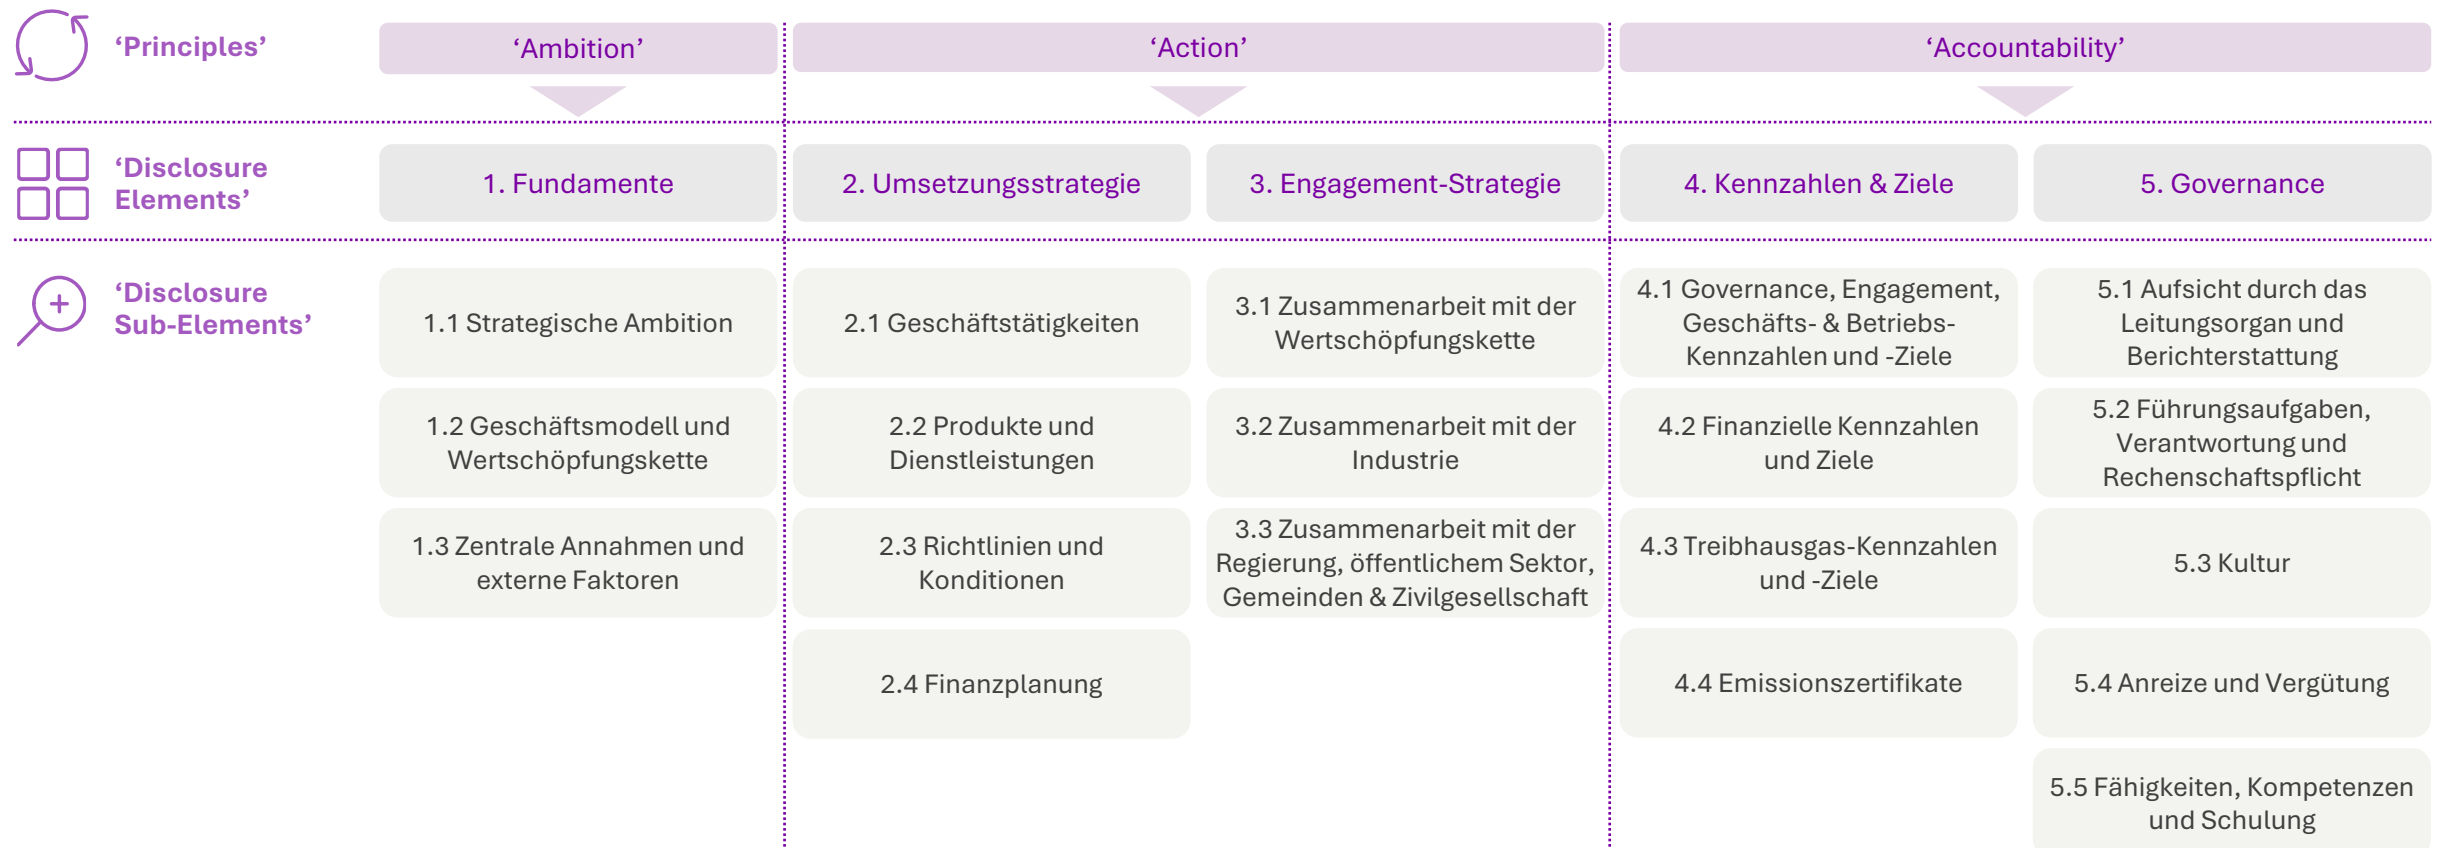 ‘Principles’
‘Ambition’
‘Action’
‘Accountability’
‘Disclosure
Elements’
1. Fundamente
2. Umsetzungsstrategie
3. Engagement-Strategie
4. Kennzahlen & Ziele
5. Governance
‘Disclosure
Sub-Elements’
1.1 Strategische Ambition
2.1 Geschäftstätigkeiten
3.1 Zusammenarbeit mit der
Wertschöpfungskette
4.1 Governance, Engagement,
Geschäfts- & Betriebs-
Kennzahlen und -Ziele
5.1 Aufsicht durch das
Leitungsorgan und
Berichterstattung
1.2 Geschäftsmodell und
Wertschöpfungskette
2.2 Produkte und
Dienstleistungen
3.2 Zusammenarbeit mit der
Industrie
4.2 Finanzielle Kennzahlen
und Ziele
5.2 Führungsaufgaben,
Verantwortung und
Rechenschaftspflicht
1.3 Zentrale Annahmen und
externe Faktoren
2.3 Richtlinien und
Konditionen
3.3 Zusammenarbeit mit der
Regierung, öffentlichem Sektor,
Gemeinden & Zivilgesellschaft
4.3 Treibhausgas-Kennzahlen
und -Ziele
5.3 Kultur
2.4 Finanzplanung
4.4 Emissionszertifikate
5.4 Anreize und Vergütung
5.5 Fähigkeiten, Kompetenzen
und Schulung